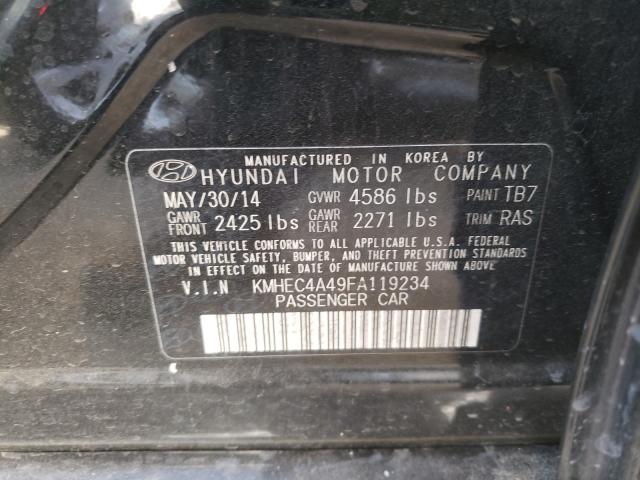 MANUFACTURED IN KOREA BY
HYUNDAI MOTOR COMPANY
MAY/30/14 GVWR 4586 lbs PAINT TB7
GAWR FRONT 2425 lbs GAWR REAR 2271 lbs TRIM RAS
THIS VEHICLE CONFORMS TO ALL APPLICABLE U.S.A. FEDERAL
MOTOR VEHICLE SAFETY, BUMPER, AND THEFT PREVENTION STANDARDS
IN EFFECT ON THE DATE OF MANUFACTURE SHOWN ABOVE
V.I.N KMHEC4A49FA119234
PASSENGER CAR